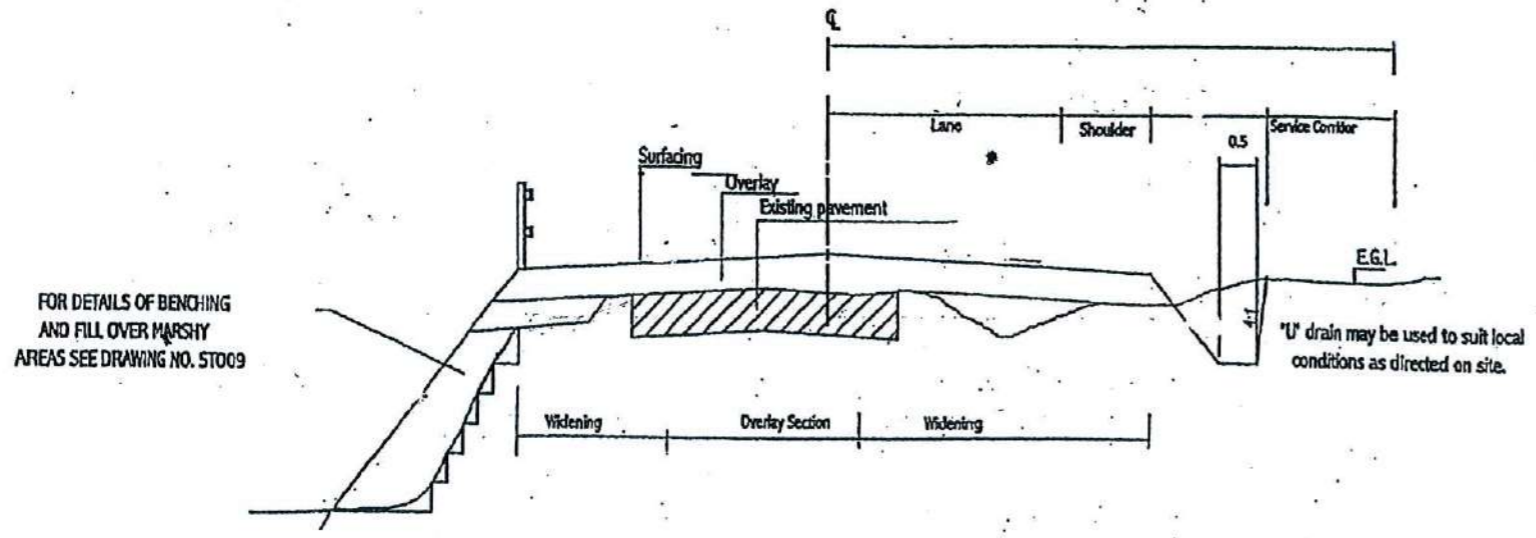 ℄
Lane
Shoulder
Service Corridor
0.5
Surfacing
Overlay
Existing pavement
E.G.L.
FOR DETAILS OF BENCHING
AND FILL OVER MARSHY
AREAS SEE DRAWING NO. ST009
4:1
"U" drain may be used to suit local
conditions as directed on site.
Widening
Overlay Section
Widening